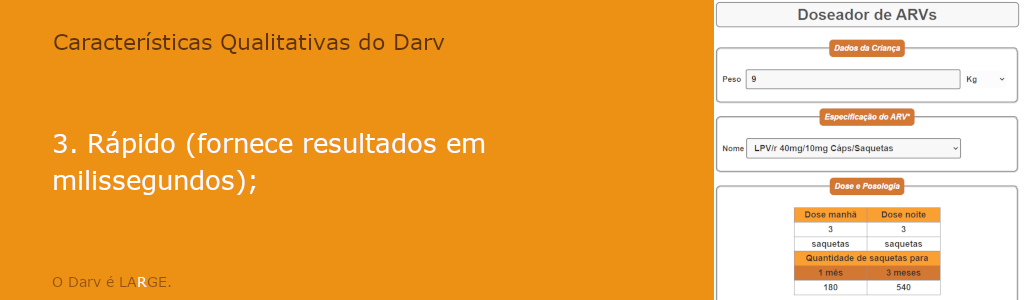 Características Qualitativas do Darv
3. Rápido (fornece resultados em
milissegundos);
O Darv é LARGE.
Doseador de ARVs
Dados da Criança
Peso 9 Kg
Especificação do ARV*
Nome LPV/r 40mg/10mg Cáps/Saquetas
Dose e Posologia
Dose manhã Dose noite
3 3
saquetas saquetas
Quantidade de saquetas para
1 mês 3 meses
180 540